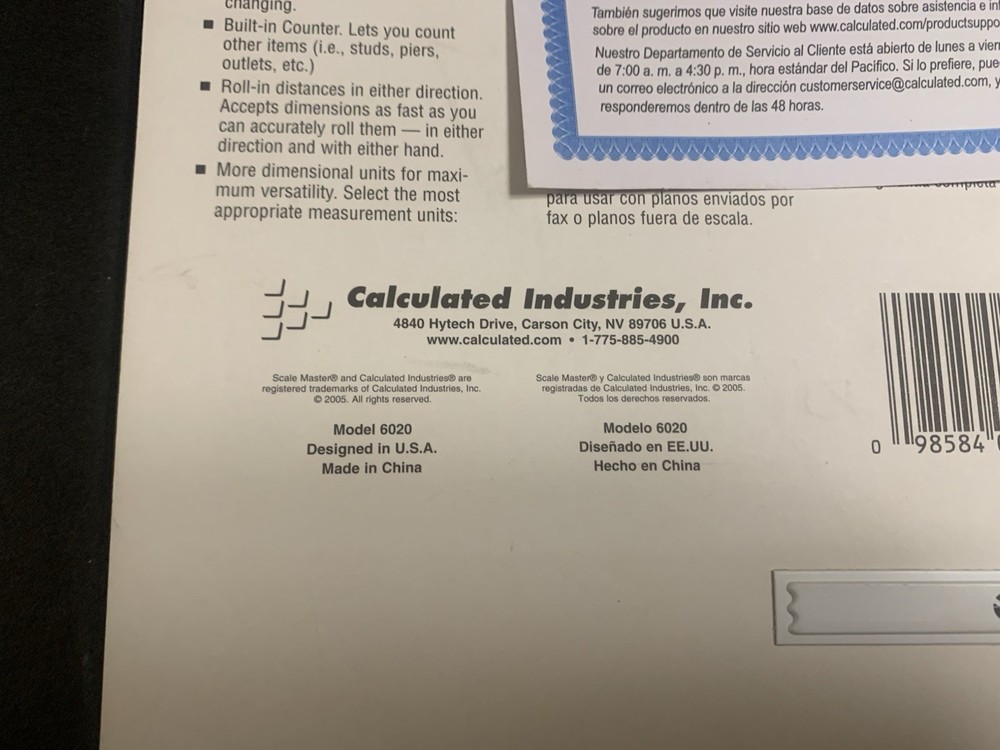 changing.
■ Built-in Counter. Lets you count
other items (i.e., studs, piers,
outlets, etc.)
■ Roll-in distances in either direction.
Accepts dimensions as fast as you
can accurately roll them — in either
direction and with either hand.
■ More dimensional units for maxi-
mum versatility. Select the most
appropriate measurement units:
También sugerimos que visite nuestra base de datos sobre asistencia e in
sobre el producto en nuestro sitio web www.calculated.com/productsuppo
Nuestro Departamento de Servicio al Cliente está abierto de lunes a vier
de 7:00 a. m. a 4:30 p. m., hora estándar del Pacifico. Si lo prefiere, pue
un correo electrónico a la dirección customerservice@calculated.com, y
responderemos dentro de las 48 horas.
para usar con planos enviados por
fax o planos fuera de escala.
Calculated Industries, Inc.
4840 Hytech Drive, Carson City, NV 89706 U.S.A.
www.calculated.com • 1-775-885-4900
Scale Master® and Calculated Industries® are
registered trademarks of Calculated Industries, Inc.
© 2005. All rights reserved.
Model 6020
Designed in U.S.A.
Made in China
Scale Master® y Calculated Industries® son marcas
registradas de Calculated Industries, Inc. © 2005.
Todos los derechos reservados.
Modelo 6020
Diseñado en EE.UU.
Hecho en China
0 98584